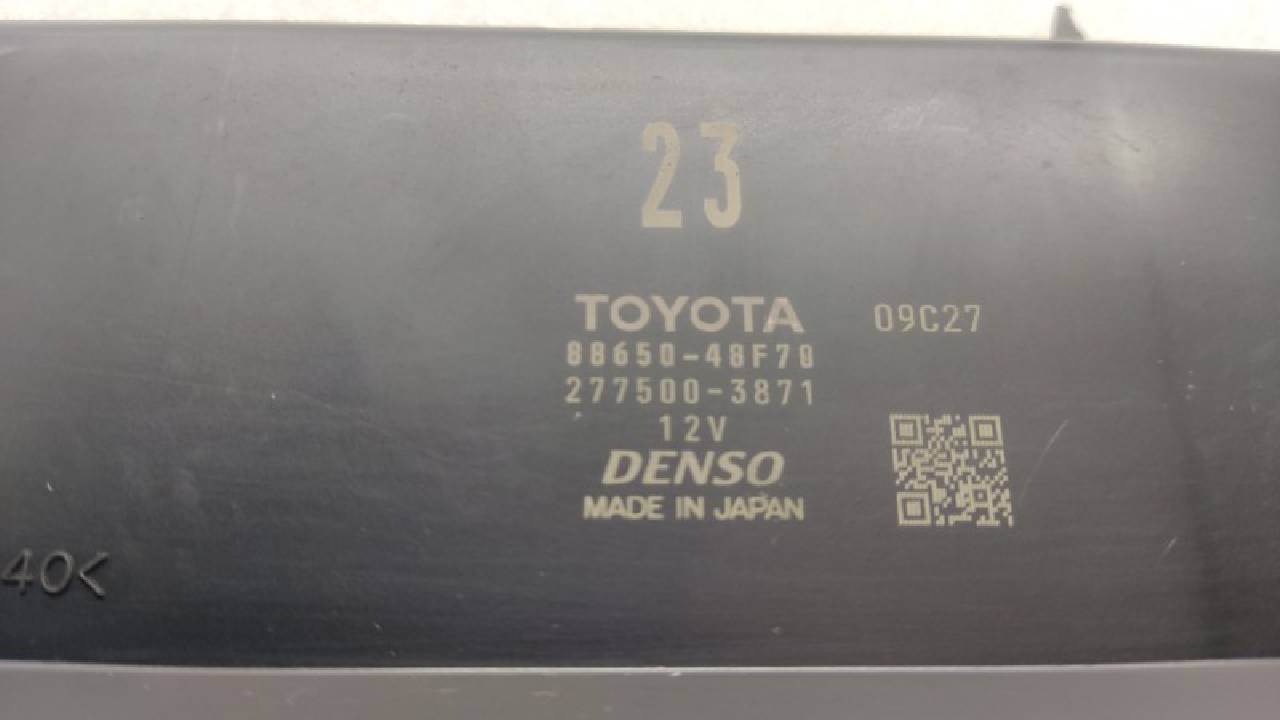 23
TOYOTA 09C27
88650-48F70
277500-3871
12V
DENSO
MADE IN JAPAN
40<